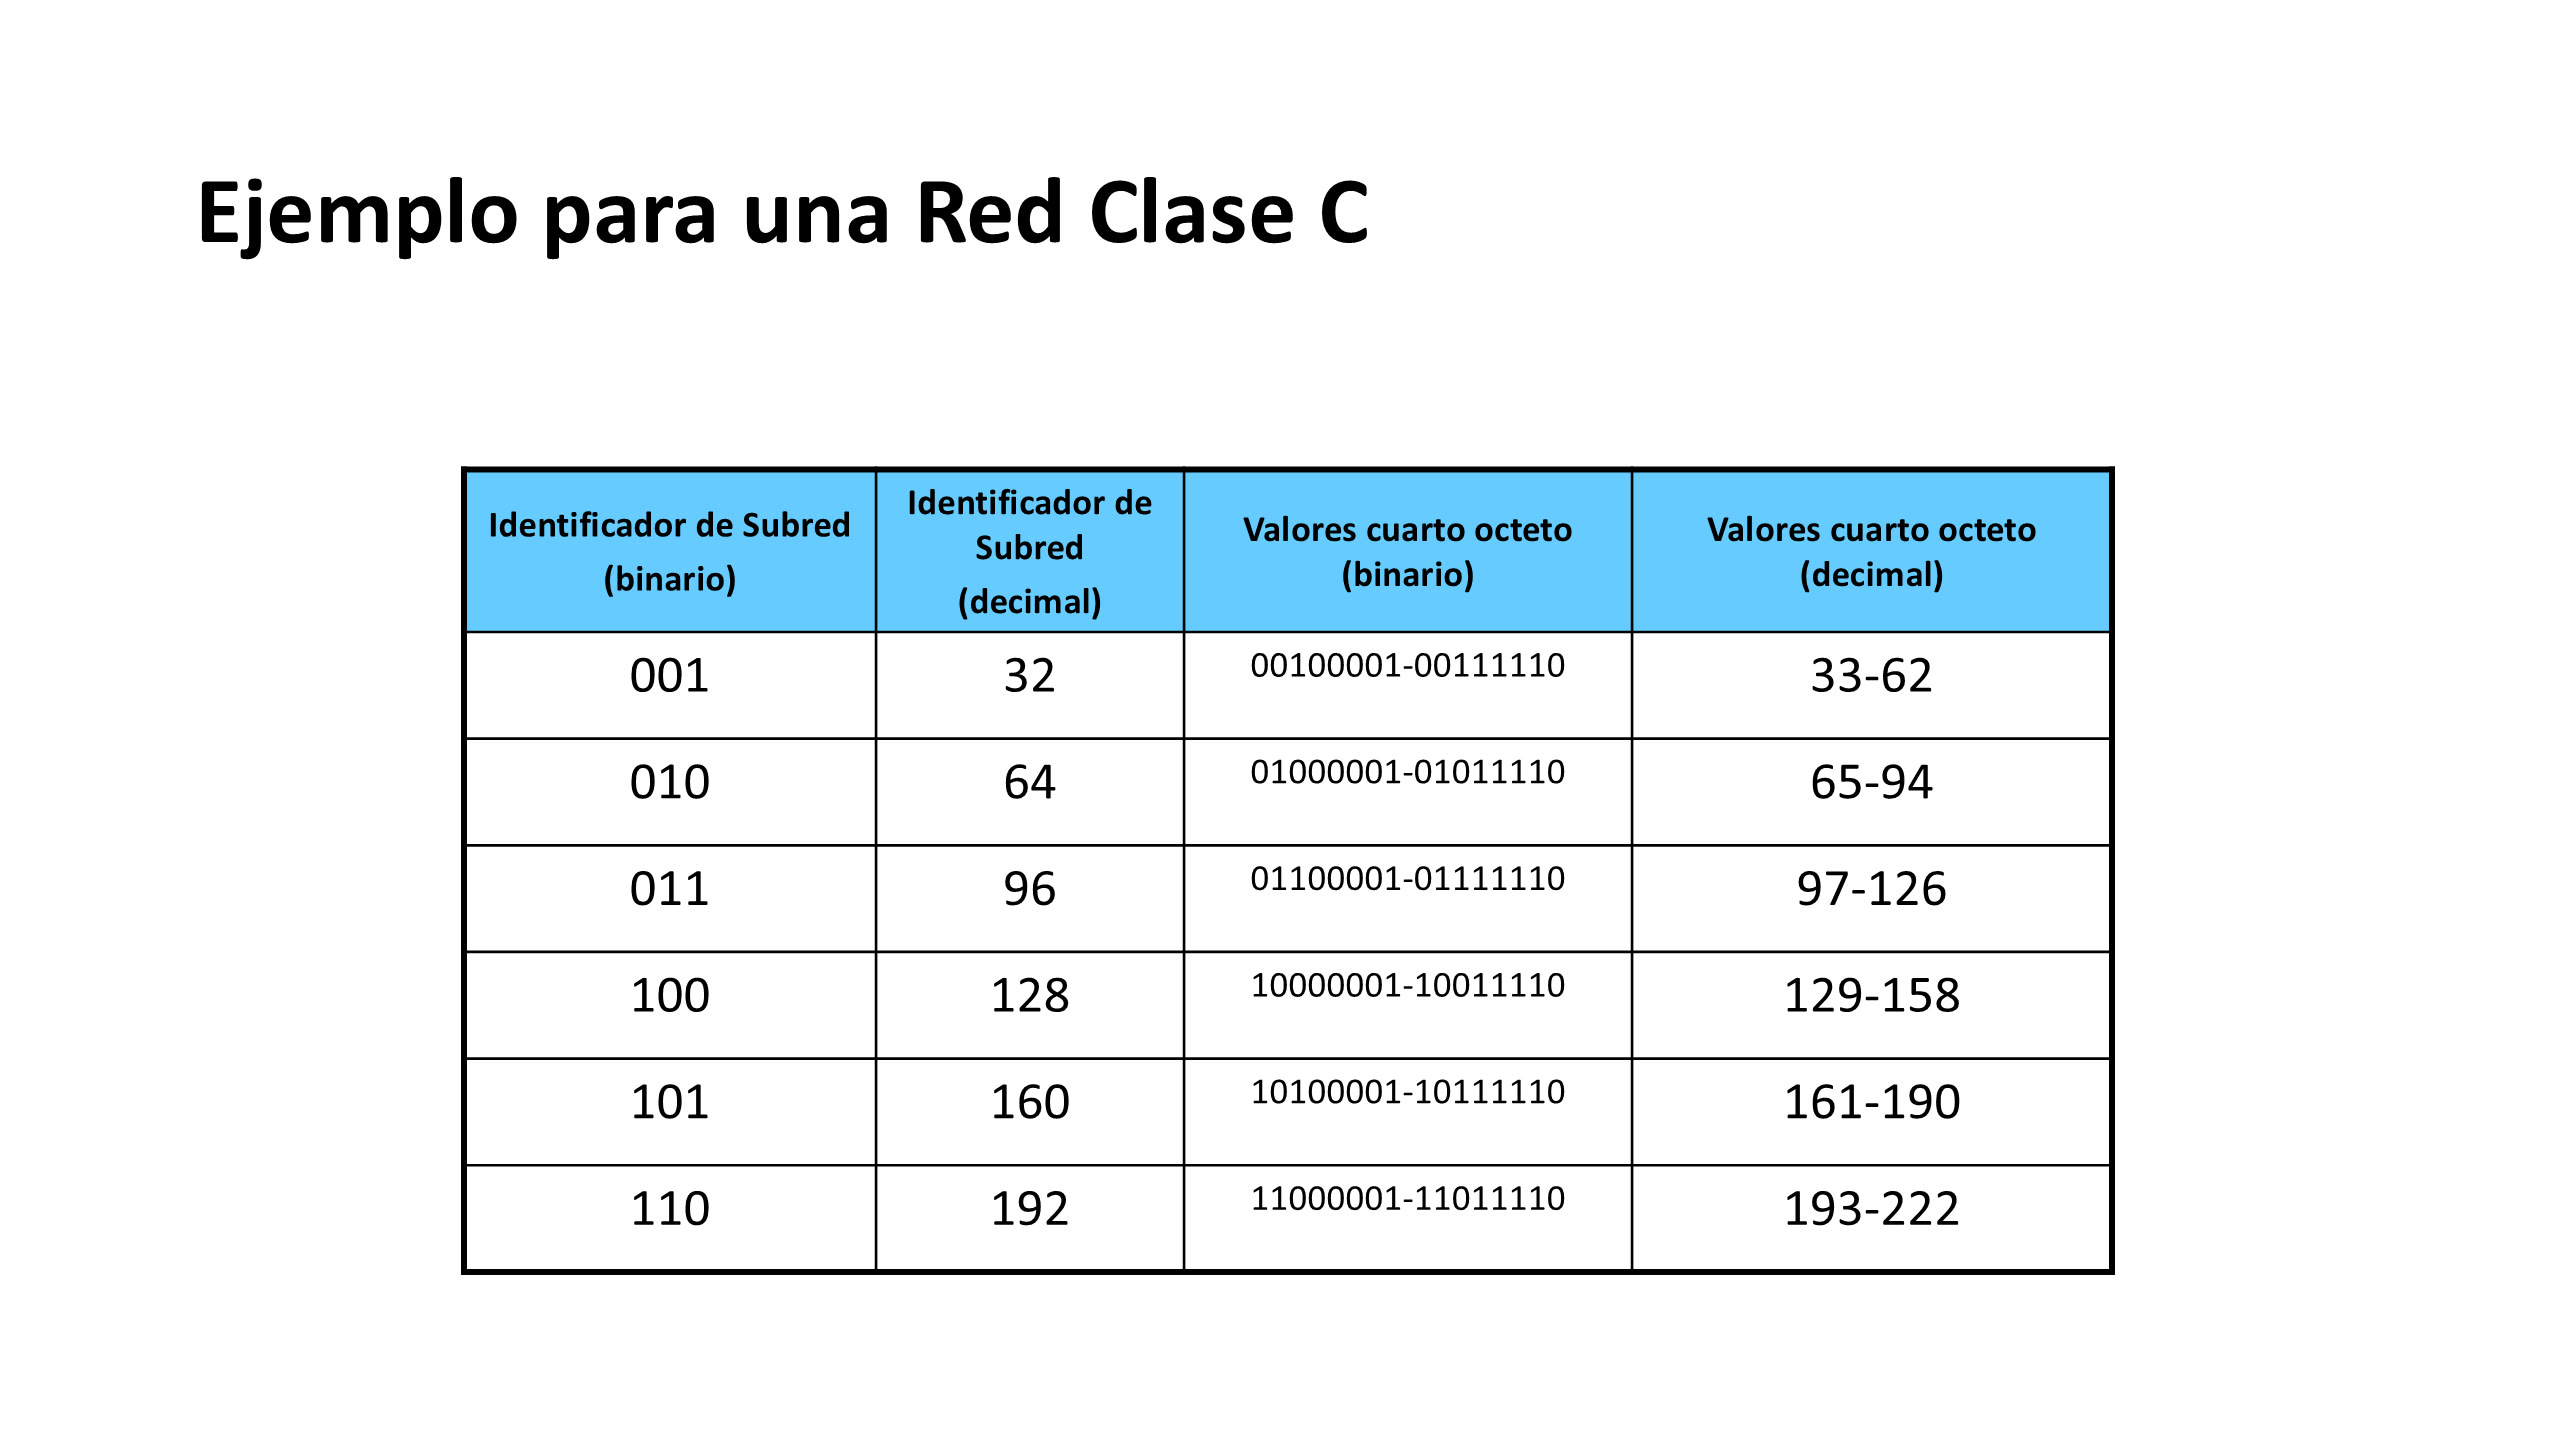 Ejemplo para una Red Clase C
Identificador de Subred
(binario)
Identificador de
Subred
(decimal)
Valores cuarto octeto
(binario)
Valores cuarto octeto
(decimal)
001 32 00100001-00111110 33-62
010 64 01000001-01011110 65-94
011 96 01100001-01111110 97-126
100 128 10000001-10011110 129-158
101 160 10100001-10111110 161-190
110 192 11000001-11011110 193-222